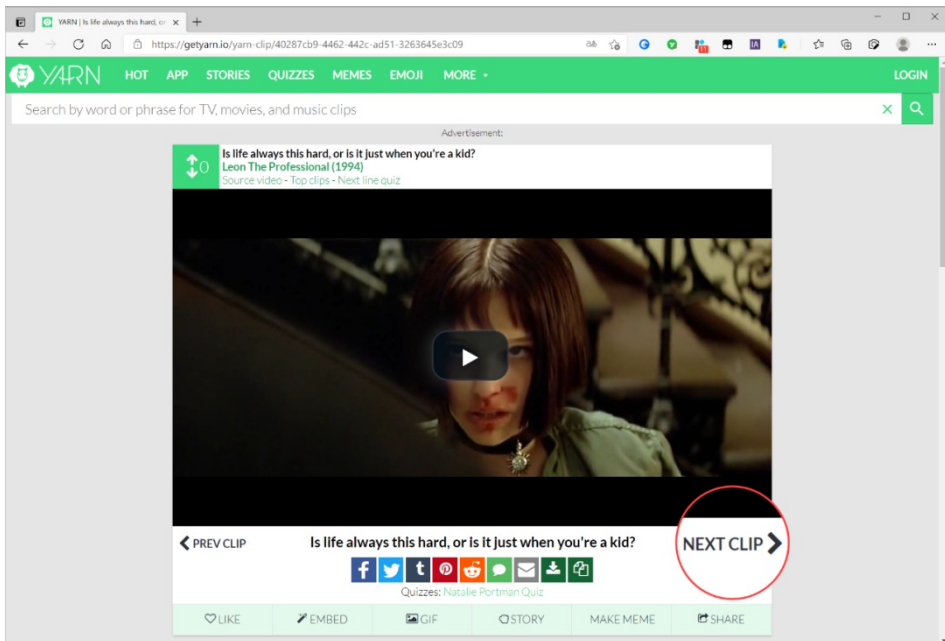 YARN | Is life always this hard, or
https://getyarn.io/yarn-clip/40287cb9-4462-442c-ad51-3263645e3c09
YARN HOT APP STORIES QUIZZES MEMES EMOJI MORE LOGIN
Search by word or phrase for TV, movies, and music clips
Advertisement:
0
Is life always this hard, or is it just when you're a kid?
Leon The Professional (1994)
Source video - Top clips - Next line quiz
PREV CLIP Is life always this hard, or is it just when you're a kid? NEXT CLIP
Quizzes: Natalie Portman Quiz
LIKE EMBED GIF STORY MAKE MEME SHARE